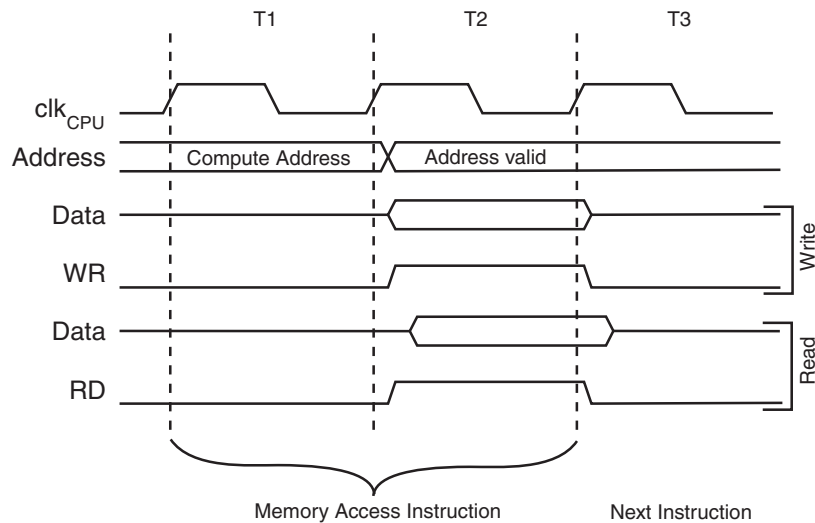 T1 T2 T3
clkCPU
Address Compute Address Address valid
Data
WR
Write
Data
RD
Read
Memory Access Instruction Next Instruction